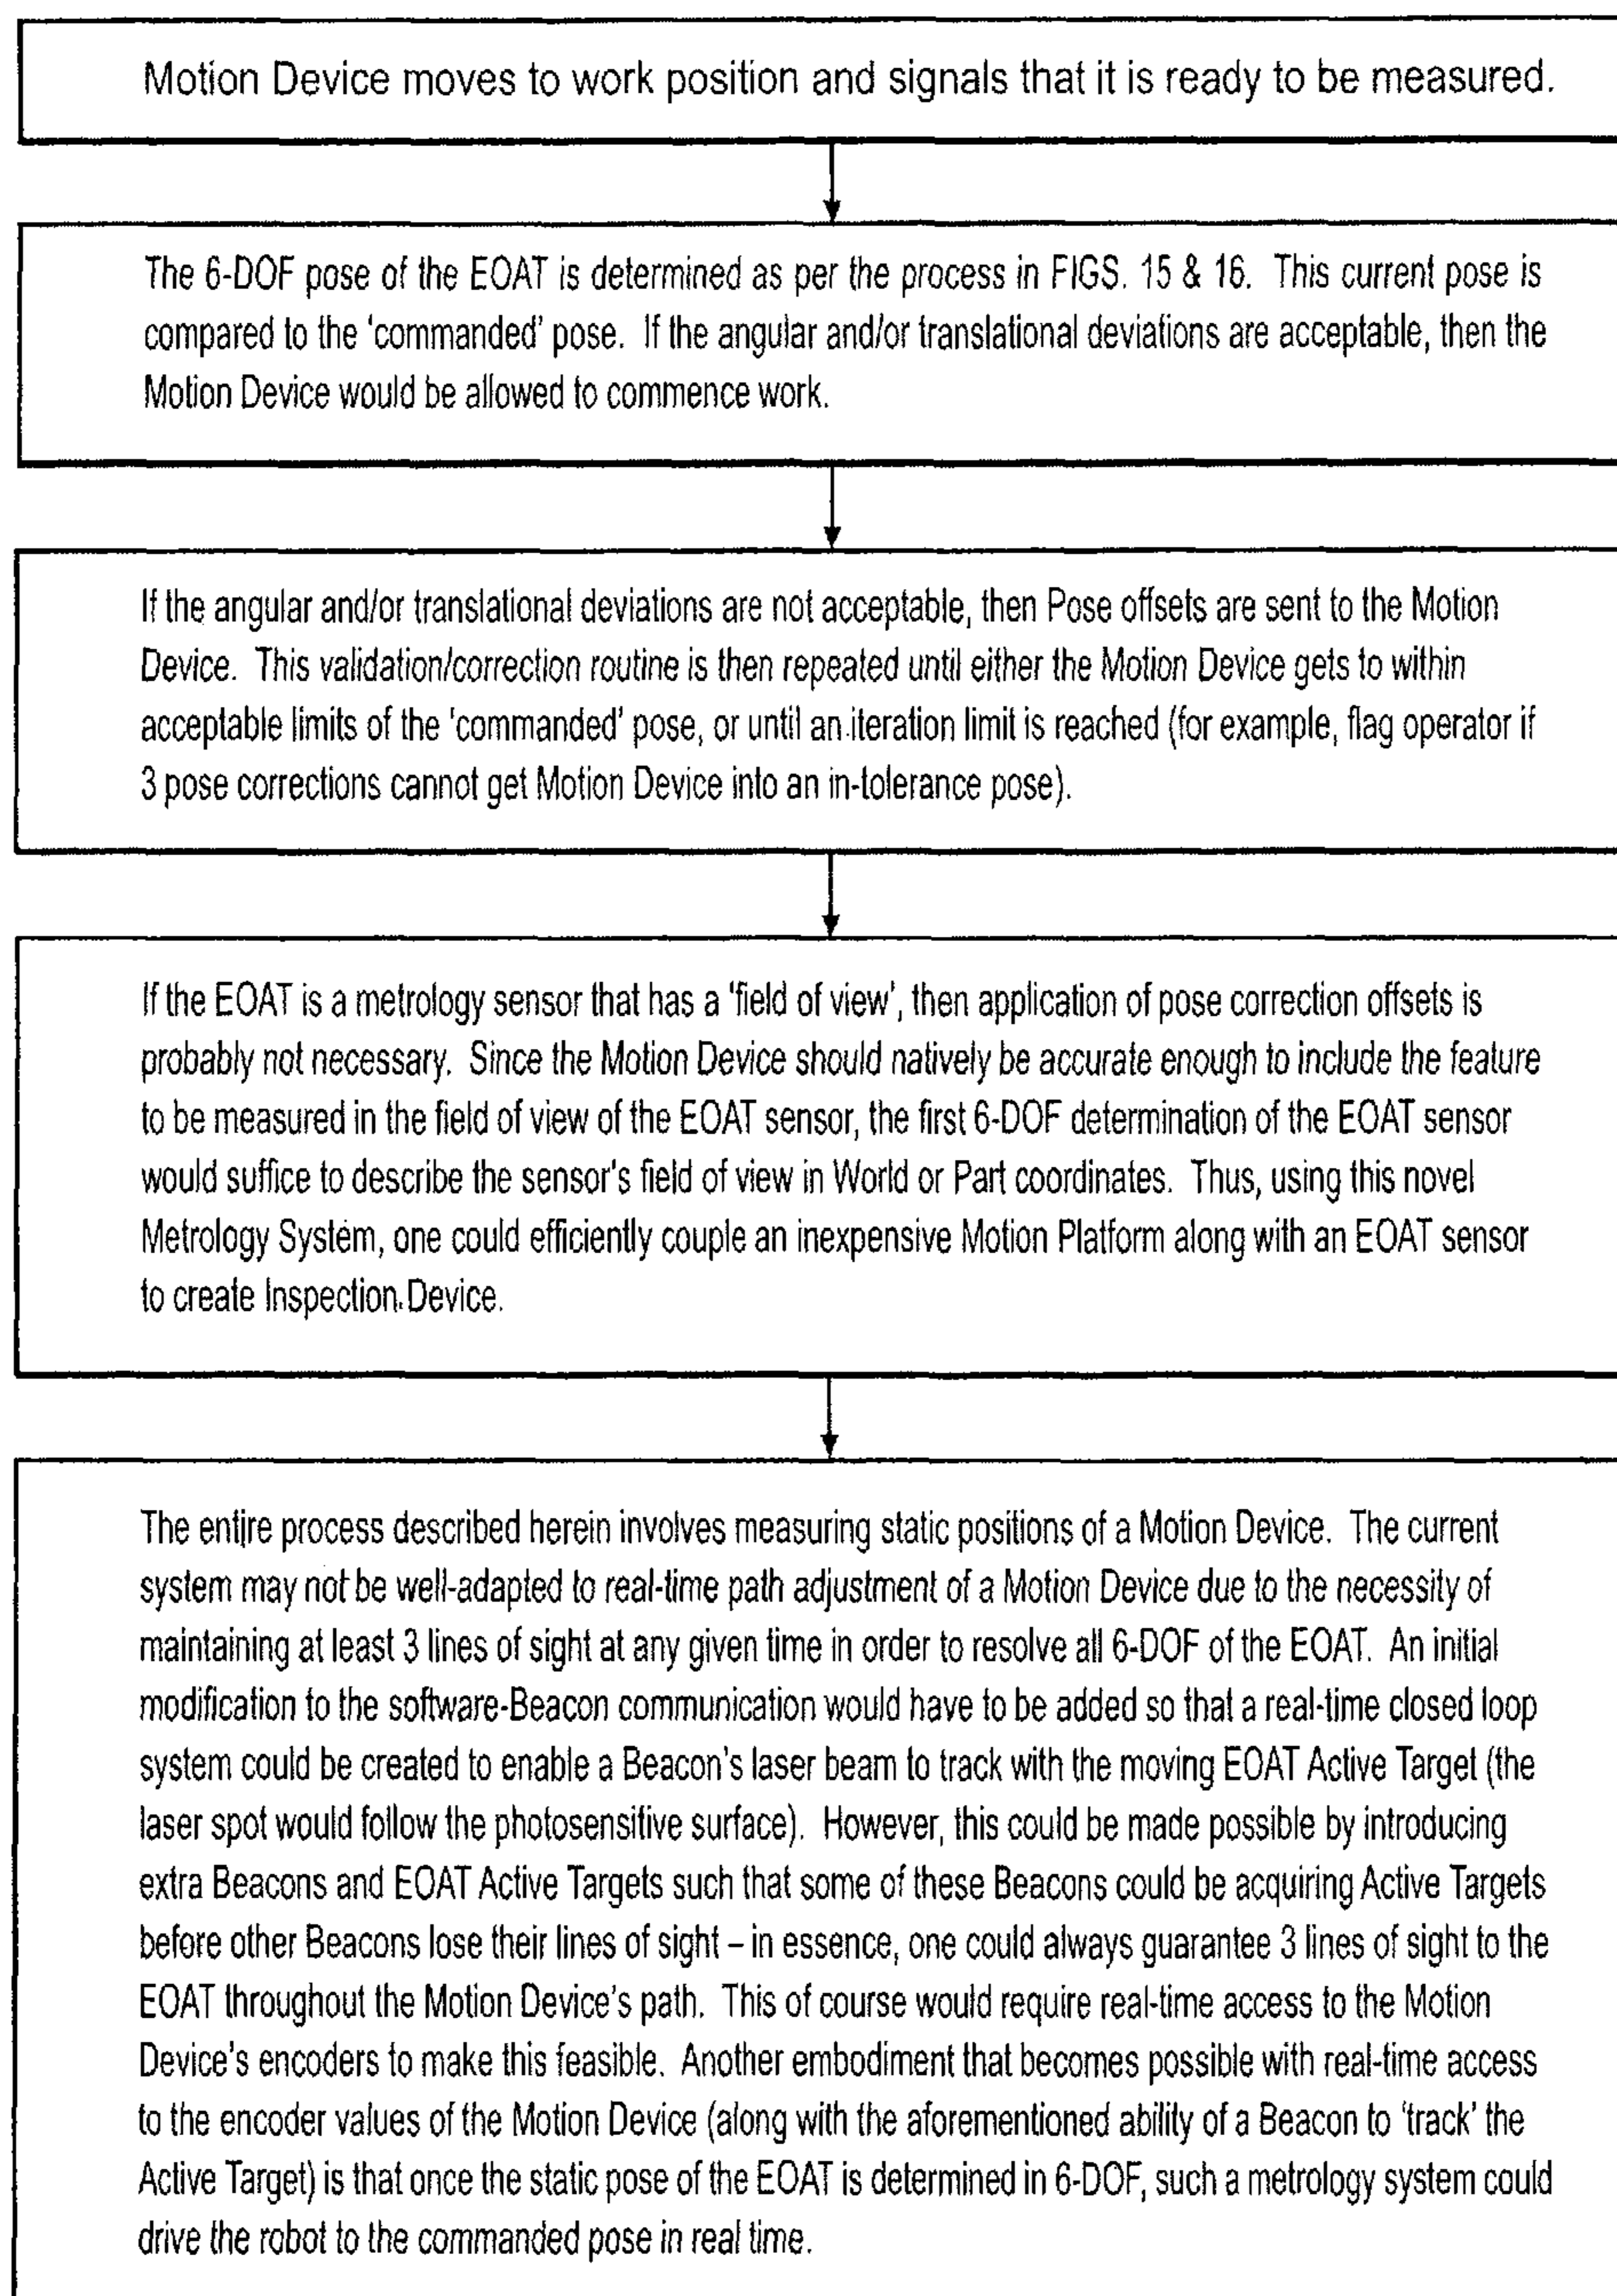 Motion Device moves to work position and signals that it is ready to be measured.
The 6-DOF pose of the EOAT is determined as per the process in FIGS. 15 & 16. This current pose is
compared to the 'commanded' pose. If the angular and/or translational deviations are acceptable, then the
Motion Device would be allowed to commence work.
If the angular and/or translational deviations are not acceptable, then Pose offsets are sent to the Motion
Device. This validation/correction routine is then repeated until either the Motion Device gets to within
acceptable limits of the 'commanded' pose, or until an iteration limit is reached (for example, flag operator if
3 pose corrections cannot get Motion Device into an in-tolerance pose).
If the EOAT is a metrology sensor that has a 'field of view', then application of pose correction offsets is
probably not necessary. Since the Motion Device should natively be accurate enough to include the feature
to be measured in the field of view of the EOAT sensor, the first 6-DOF determination of the EOAT sensor
would suffice to describe the sensor's field of view in World or Part coordinates. Thus, using this novel
Metrology System, one could efficiently couple an inexpensive Motion Platform along with an EOAT sensor
to create Inspection Device.
The entire process described herein involves measuring static positions of a Motion Device. The current
system may not be well-adapted to real-time path adjustment of a Motion Device due to the necessity of
maintaining at least 3 lines of sight at any given time in order to resolve all 6-DOF of the EOAT. An initial
modification to the software-Beacon communication would have to be added so that a real-time closed loop
system could be created to enable a Beacon's laser beam to track with the moving EOAT Active Target (the
laser spot would follow the photosensitive surface). However, this could be made possible by introducing
extra Beacons and EOAT Active Targets such that some of these Beacons could be acquiring Active Targets
before other Beacons lose their lines of sight – in essence, one could always guarantee 3 lines of sight to the
EOAT throughout the Motion Device's path. This of course would require real-time access to the Motion
Device's encoders to make this feasible. Another embodiment that becomes possible with real-time access
to the encoder values of the Motion Device (along with the aforementioned ability of a Beacon to 'track' the
Active Target) is that once the static pose of the EOAT is determined in 6-DOF, such a metrology system could
drive the robot to the commanded pose in real time.